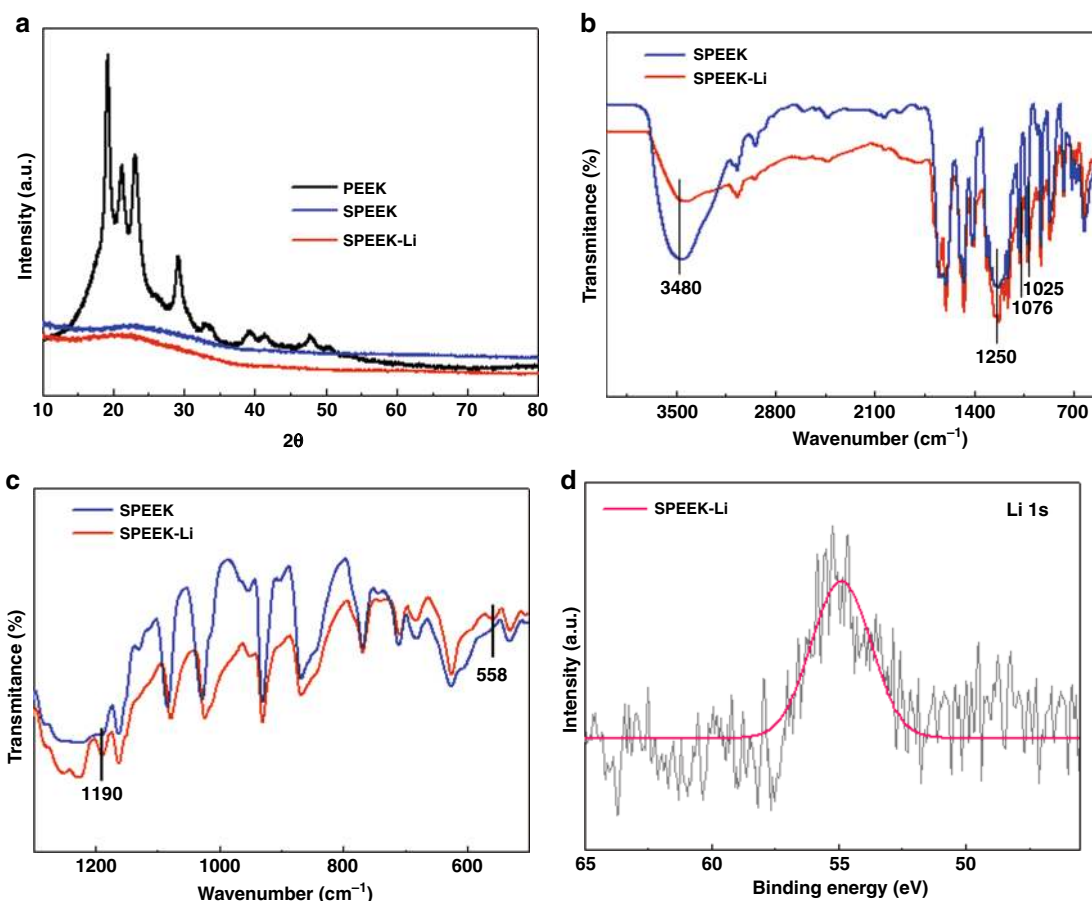 a
Intensity (a.u.)
PEEK
SPEEK
SPEEK-Li
10 20 30 40 50 60 70 80
2θ
b
Transmitance (%)
SPEEK
SPEEK-Li
3480
1025
1076
1250
3500 2800 2100 1400 700
Wavenumber (cm⁻¹)
c
Transmitance (%)
SPEEK
SPEEK-Li
558
1190
1200 1000 800 600
Wavenumber (cm⁻¹)
d
Intensity (a.u.)
SPEEK-Li
Li 1s
65 60 55 50
Binding energy (eV)